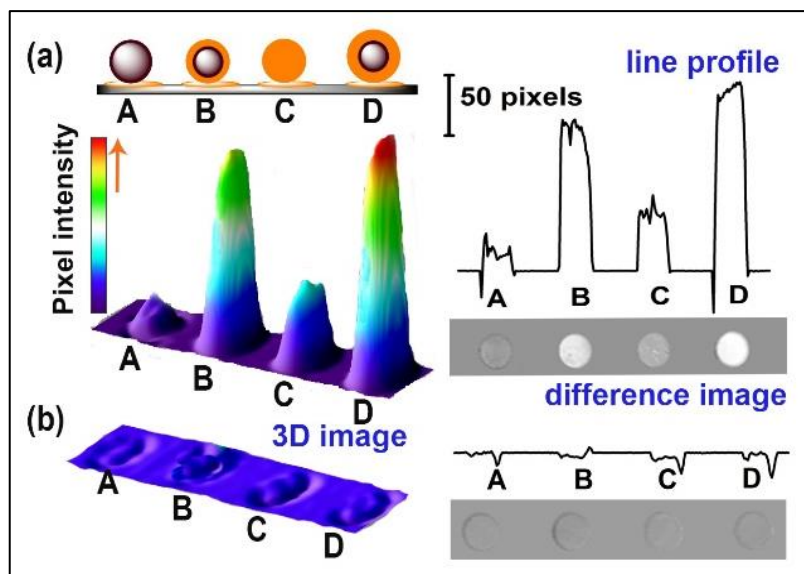 (a)
A B C D
Pixel intensity
A
B
C
D
line profile
50 pixels
A B C D
difference image
(b)
3D image
A
B
C
D
A B C D